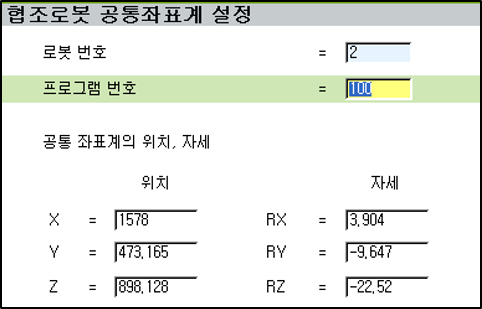 협조로봇 공통좌표계 설정
로봇 번호 = 2
프로그램 번호 = 100
공통 좌표계의 위치, 자세
위치 자세
X = 1578 RX = 3,904
Y = 473,165 RY = -9,647
Z = 898,128 RZ = -22,52